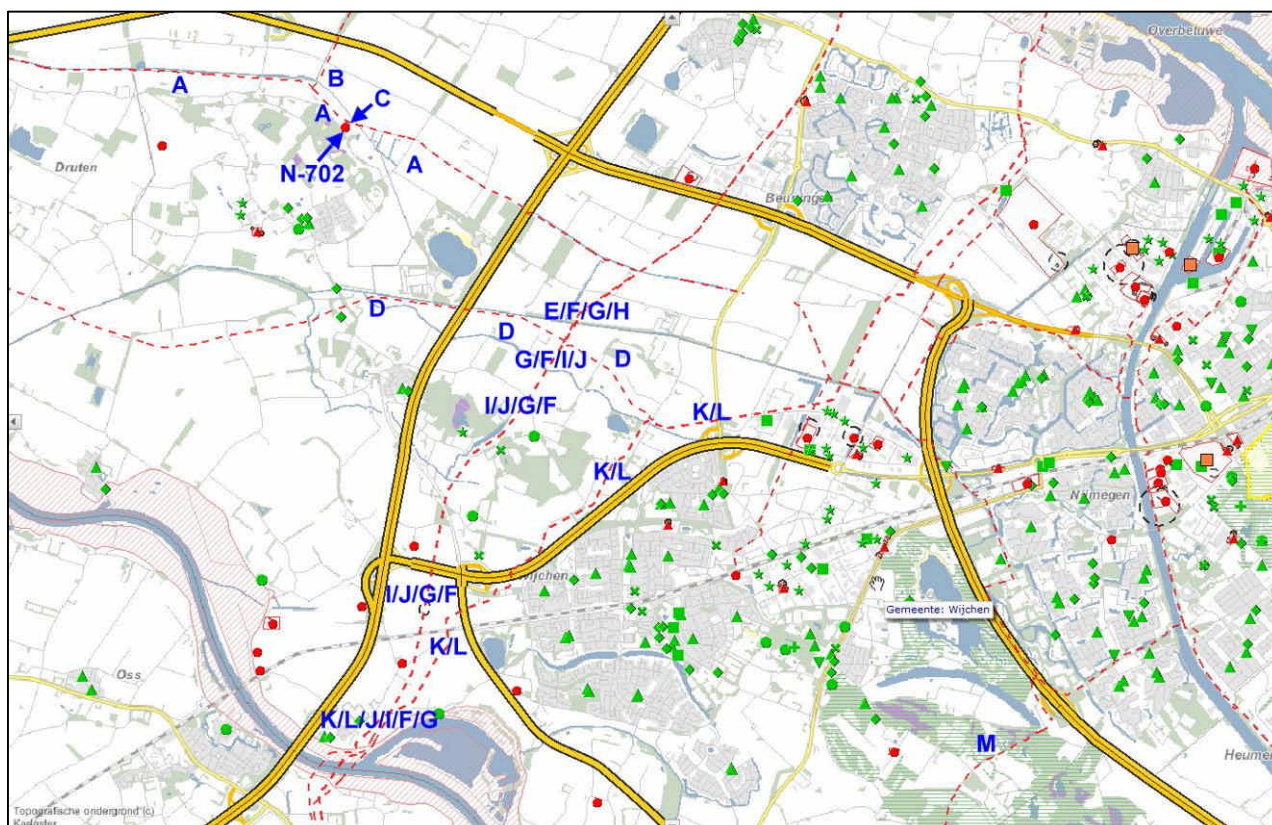 Overbetuwe
A
B
C
A
N-702
A
Druten
Beuningen
D
E/F/G/H
D
G/F/I/J
D
I/J/G/F
K/L
K/L
Nijmegen
Wijchen
I/J/G/F
Gemeente: Wijchen
K/L
Oss
K/L/J/I/F/G
M
Heumen
Topografische ondergrond (c)
Kadaster